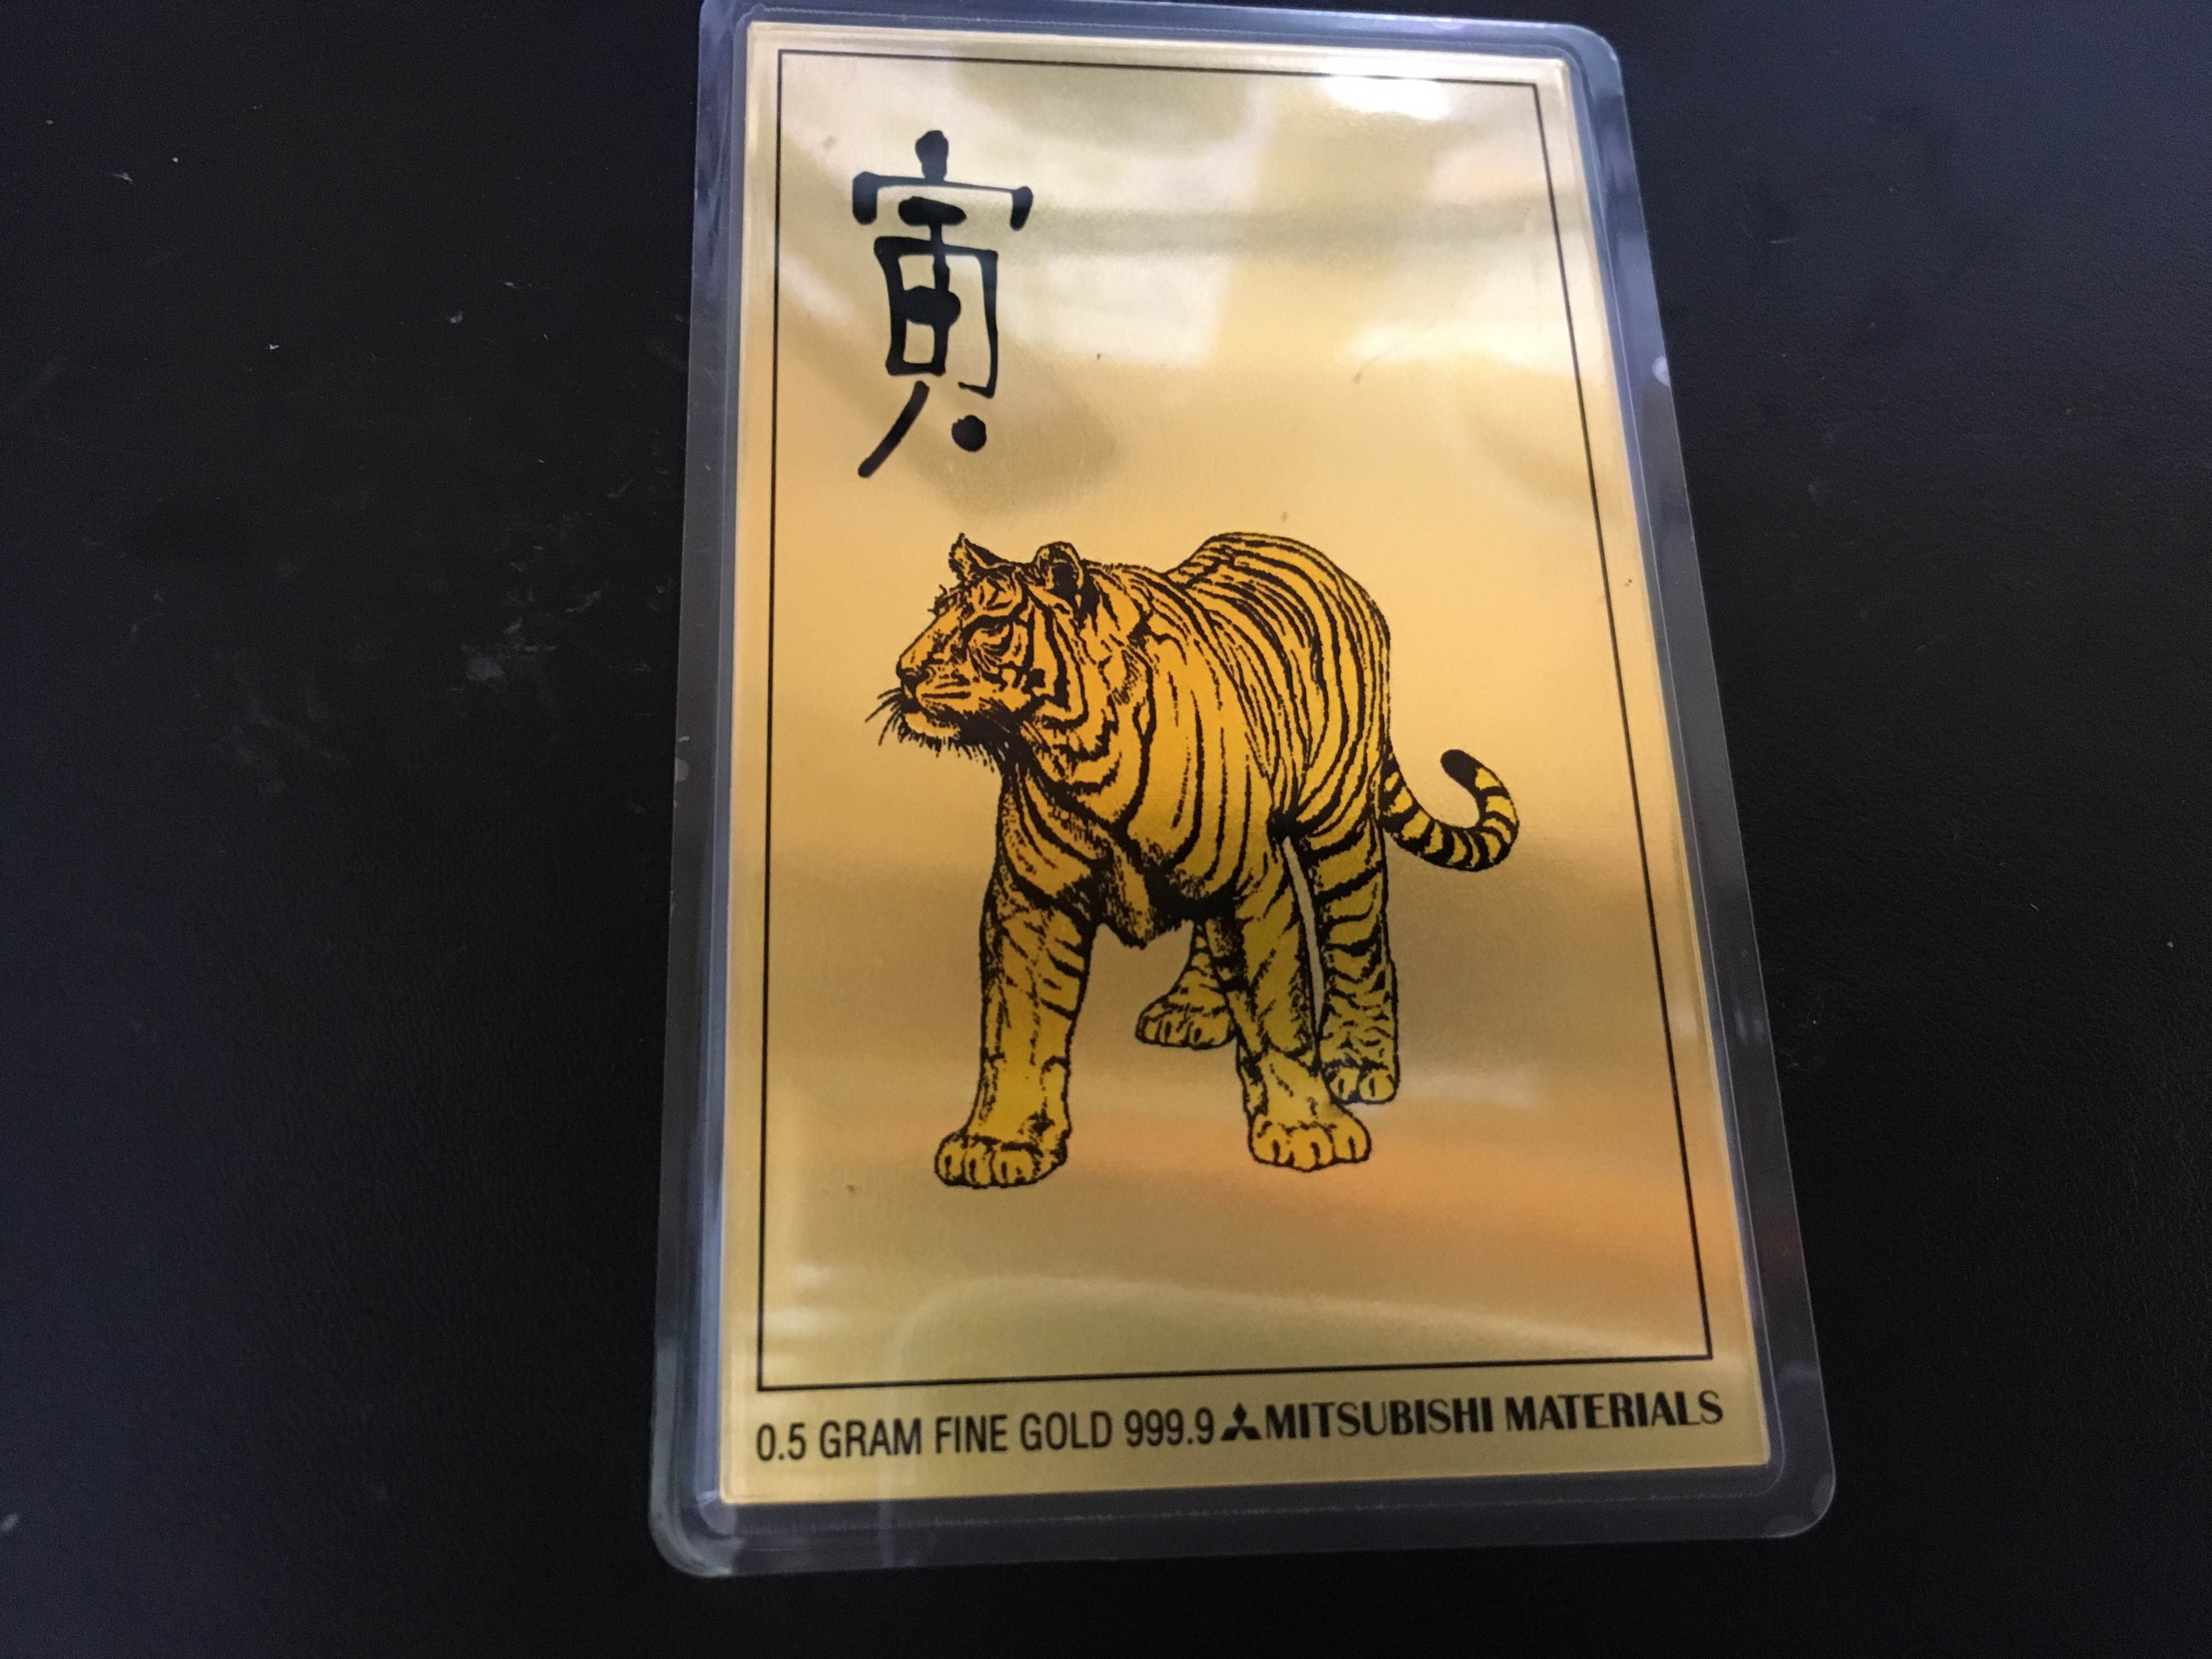 寅
0.5 GRAM FINE GOLD 999.9 MITSUBISHI MATERIALS